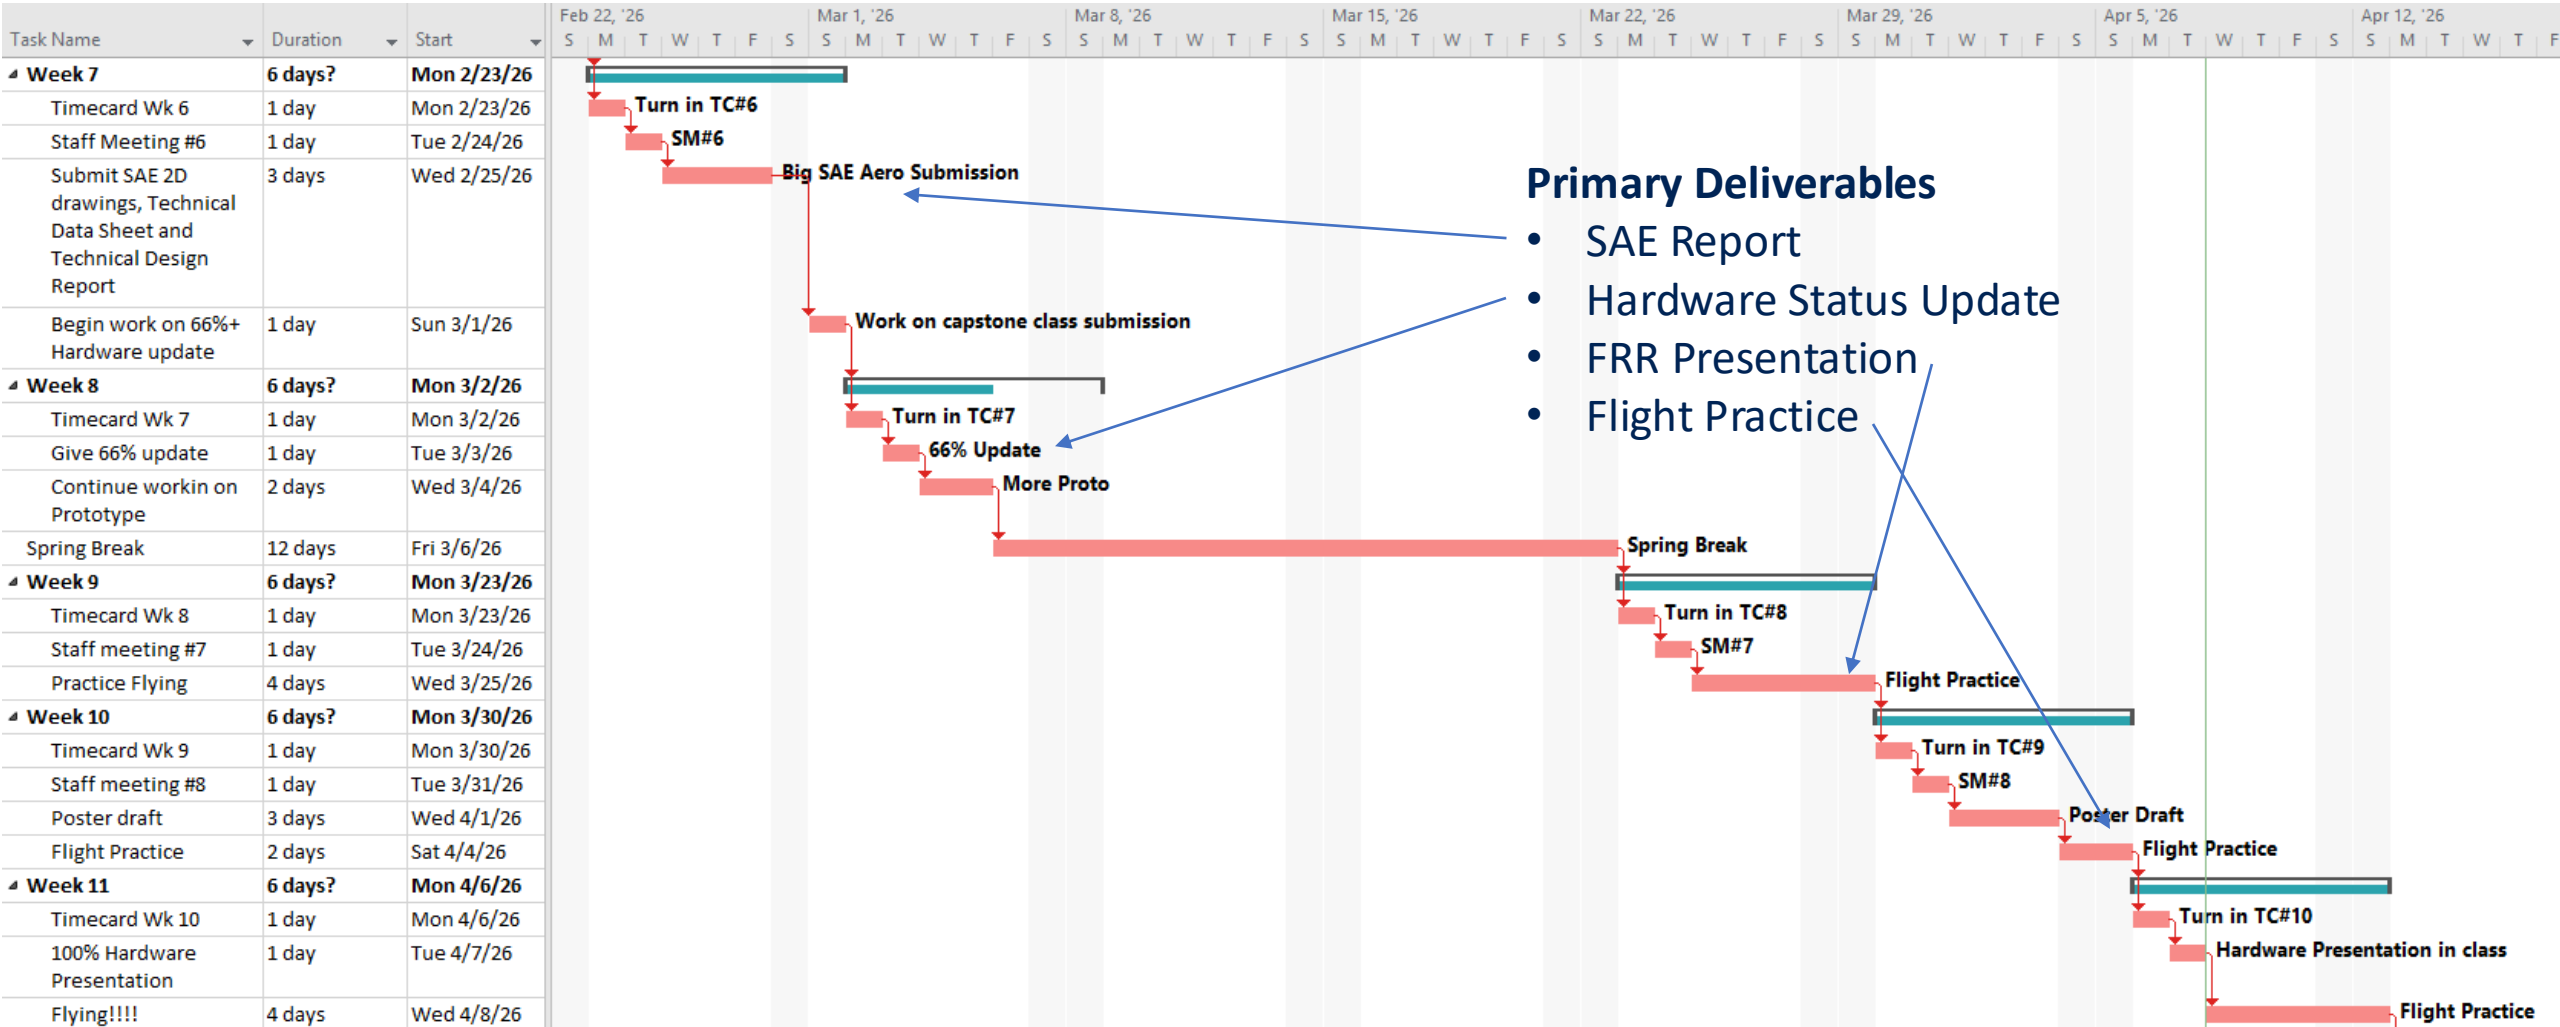 Feb 22, '26 Mar 1, '26 Mar 8, '26 Mar 15, '26 Mar 22, '26 Mar 29, '26 Apr 5, '26 Apr 12, '26
Task Name Duration Start S M T W T F S S M T W T F S S M T W T F S S M T W T F S S M T W T F S S M T W T F S S M T W T F S S M T W T F
Week 7 6 days? Mon 2/23/26
Timecard Wk 6 1 day Mon 2/23/26 Turn in TC#6
Staff Meeting #6 1 day Tue 2/24/26 SM#6
Submit SAE 2D 3 days Wed 2/25/26 Big SAE Aero Submission
drawings, Technical
Data Sheet and
Technical Design
Report
Begin work on 66%+ 1 day Sun 3/1/26 Work on capstone class submission
Hardware update
Week 8 6 days? Mon 3/2/26
Timecard Wk 7 1 day Mon 3/2/26 Turn in TC#7
Give 66% update 1 day Tue 3/3/26 66% Update
Continue workin on 2 days Wed 3/4/26 More Proto
Prototype
Spring Break 12 days Fri 3/6/26 Spring Break
Week 9 6 days? Mon 3/23/26
Timecard Wk 8 1 day Mon 3/23/26 Turn in TC#8
Staff meeting #7 1 day Tue 3/24/26 SM#7
Practice Flying 4 days Wed 3/25/26 Flight Practice
Week 10 6 days? Mon 3/30/26
Timecard Wk 9 1 day Mon 3/30/26 Turn in TC#9
Staff meeting #8 1 day Tue 3/31/26 SM#8
Poster draft 3 days Wed 4/1/26 Poster Draft
Flight Practice 2 days Sat 4/4/26 Flight Practice
Week 11 6 days? Mon 4/6/26
Timecard Wk 10 1 day Mon 4/6/26 Turn in TC#10
100% Hardware 1 day Tue 4/7/26 Hardware Presentation in class
Presentation
Flying!!!! 4 days Wed 4/8/26 Flight Practice
Primary Deliverables
• SAE Report
• Hardware Status Update
• FRR Presentation
• Flight Practice